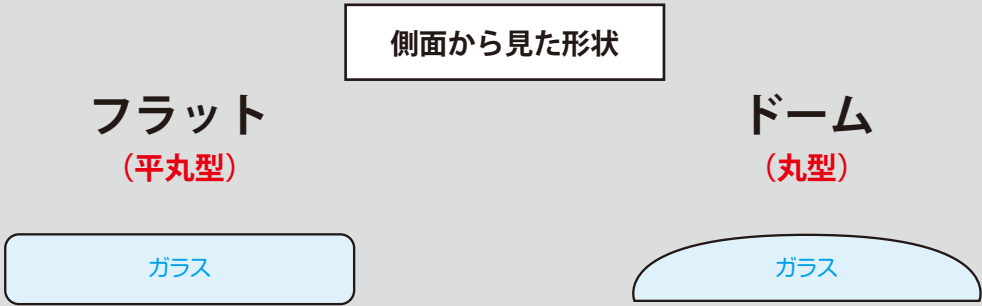 側面から見た形状
フラット
（平丸型）
ドーム
（丸型）
ガラス
ガラス